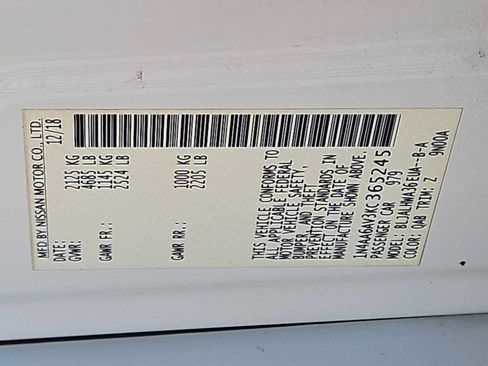 MFD BY NISSAN MOTOR CO., LTD.
DATE: 12/18
GVWR: 2125 KG
4685 LB
GAWR FR.: 1145 KG
2524 LB
GAWR RR.: 1000 KG
2205 LB
THIS VEHICLE CONFORMS TO
ALL APPLICABLE FEDERAL
MOTOR VEHICLE SAFETY,
BUMPER, AND THEFT
PREVENTION STANDARDS IN
EFFECT ON THE DATE OF
MANUFACTURE SHOWN ABOVE.
1N4AA6AV3KC365245
PASSENGER CAR 979
MODEL: BLJALHWA36EUA--B-A
COLOR: QAB TRIM: Z 9N00A